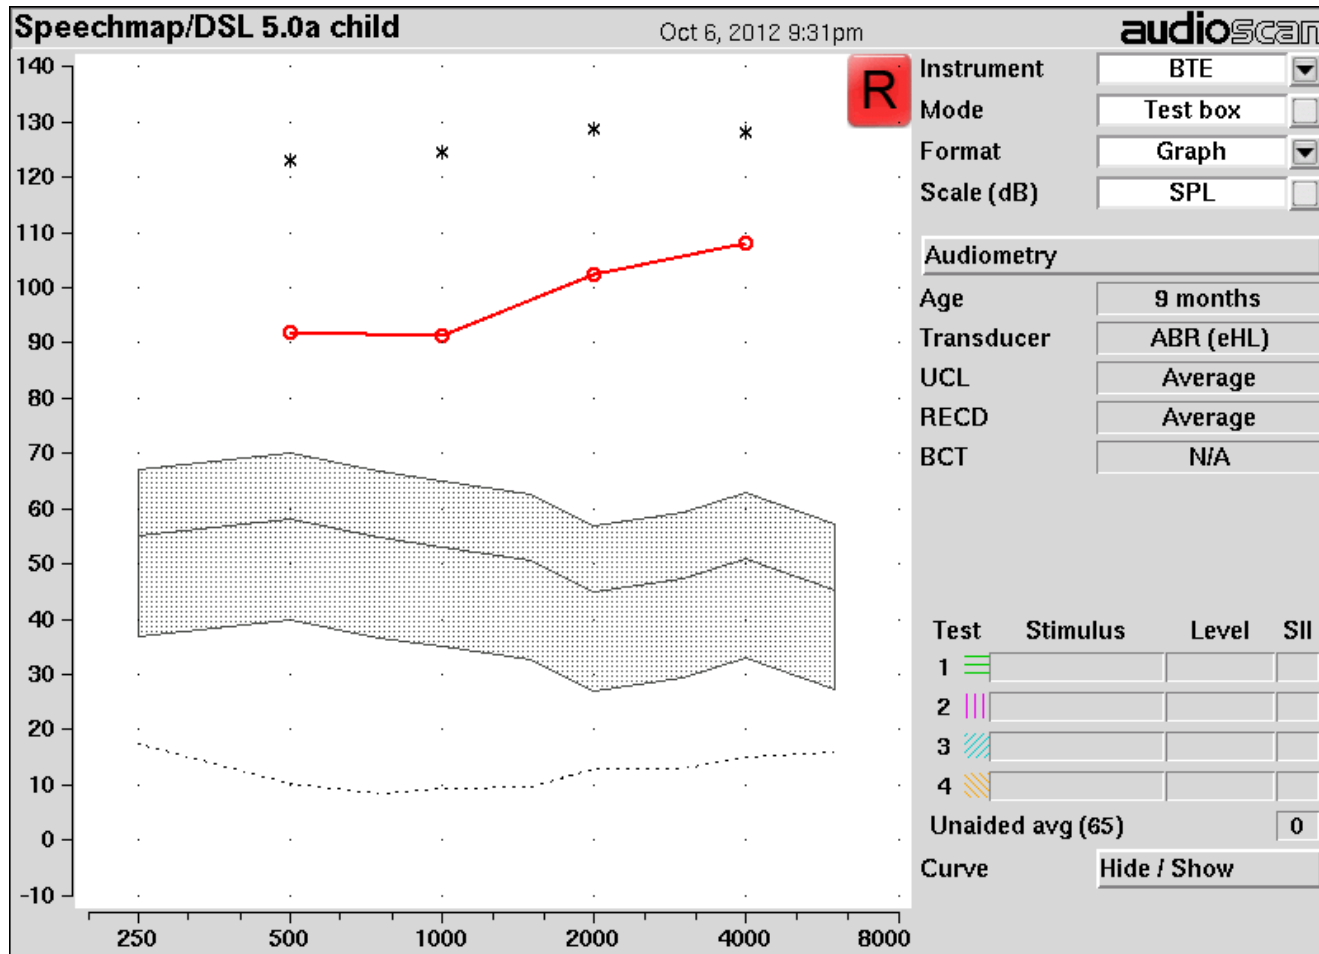 Speechmap/DSL 5.0a child
Oct 6, 2012 9:31pm
audioscan
R
140
130
120
110
100
90
80
70
60
50
40
30
20
10
0
-10
250 500 1000 2000 4000 8000
Instrument BTE
Mode Test box
Format Graph
Scale (dB) SPL
Audiometry
Age 9 months
Transducer ABR (eHL)
UCL Average
RECD Average
BCT N/A
Test Stimulus Level SII
1
2
3
4
Unaided avg (65) 0
Curve Hide / Show